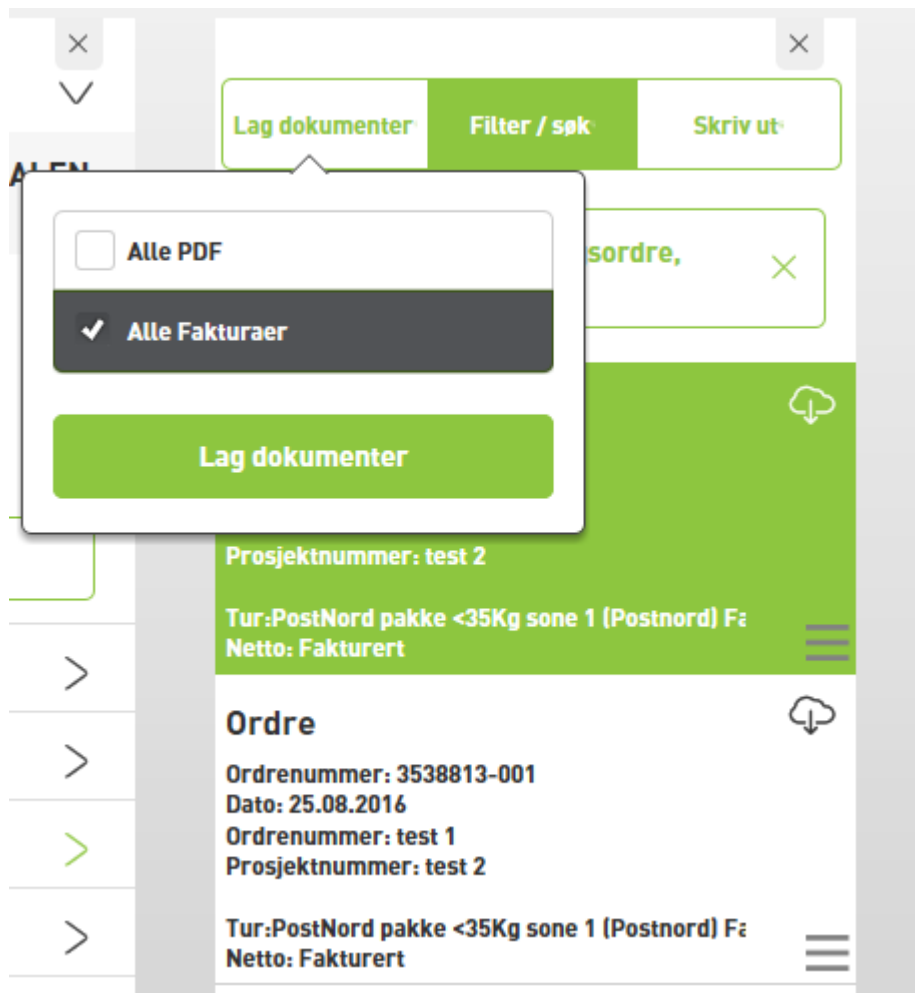 Lag dokumenter
Filter / søk
Skriv ut
Alle PDF
Alle Fakturaer
Lag dokumenter
Prosjektnummer: test 2
Tur:PostNord pakke <35Kg sone 1 (Postnord) Fa
Netto: Fakturert
Ordre
Ordrenummer: 3538813-001
Dato: 25.08.2016
Ordrenummer: test 1
Prosjektnummer: test 2
Tur:PostNord pakke <35Kg sone 1 (Postnord) Fa
Netto: Fakturert